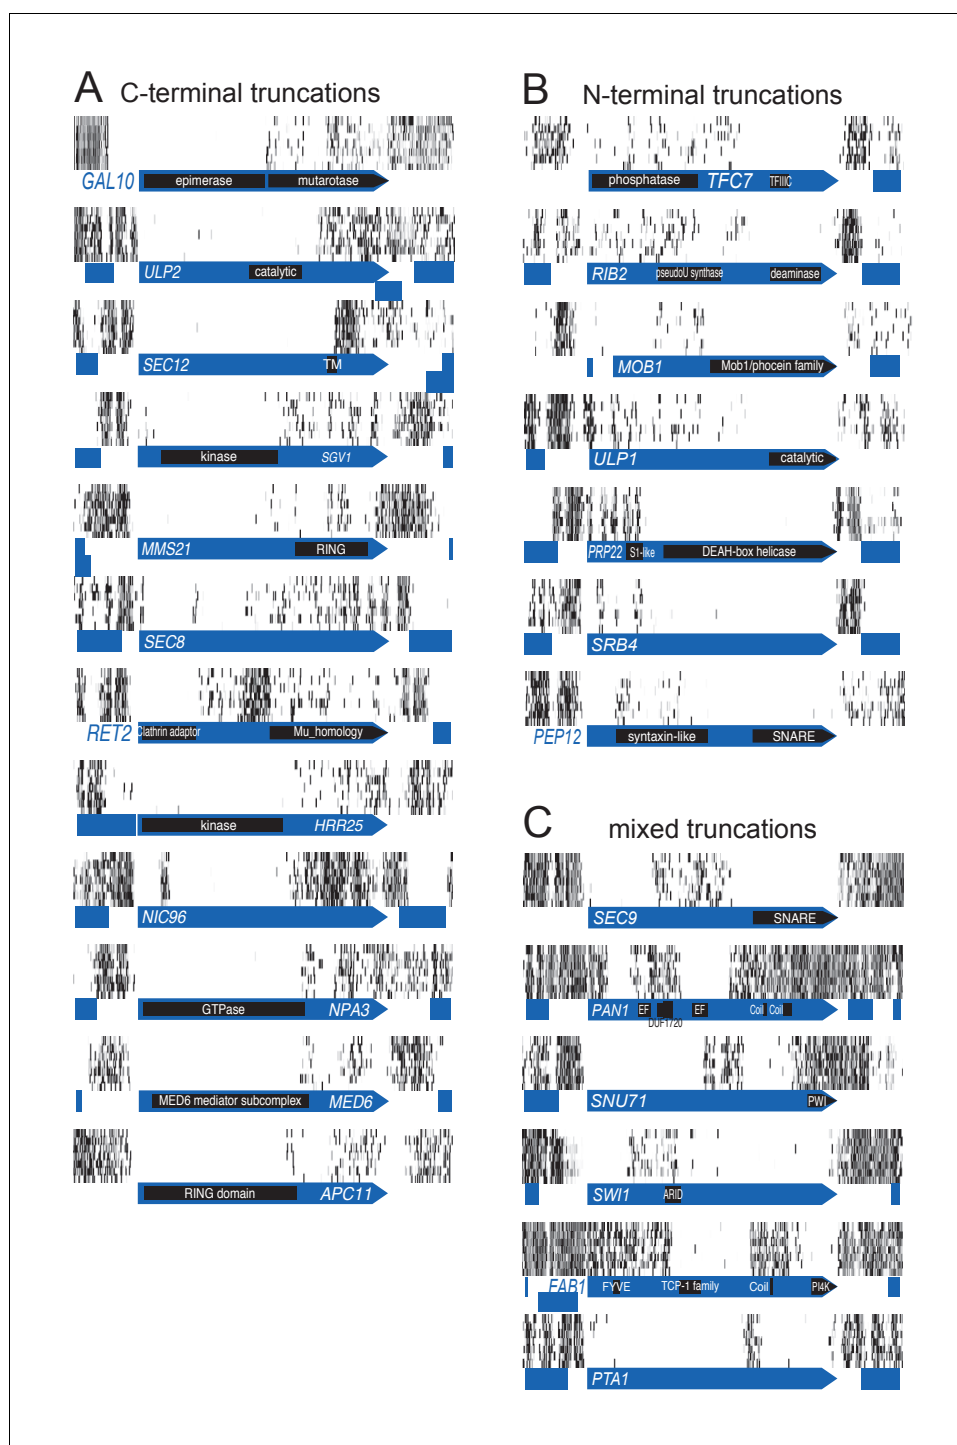 A C-terminal truncations
GAL10 epimerase mutarotase
ULP2 catalytic
SEC12 TM
kinase SGV1
MMS21 RING
SEC8
RET2 Clathrin adaptor Mu_homology
kinase HRR25
NIC96
GTPase NPA3
MED6 mediator subcomplex MED6
RING domain APC11
B N-terminal truncations
phosphatase TFC7 TFIIIC
RIB2 pseudoU synthase deaminase
MOB1 Mob1/phocein family
ULP1 catalytic
PRP22 S1-like DEAH-box helicase
SRB4
PEP12 syntaxin-like SNARE
C mixed truncations
SEC9 SNARE
PAN1 EF EF Coil Coil
DUF1720
SNU71 PWI
SWI1 ARID
FAB1 FYVE TCP-1 family Coil PI4K
PTA1